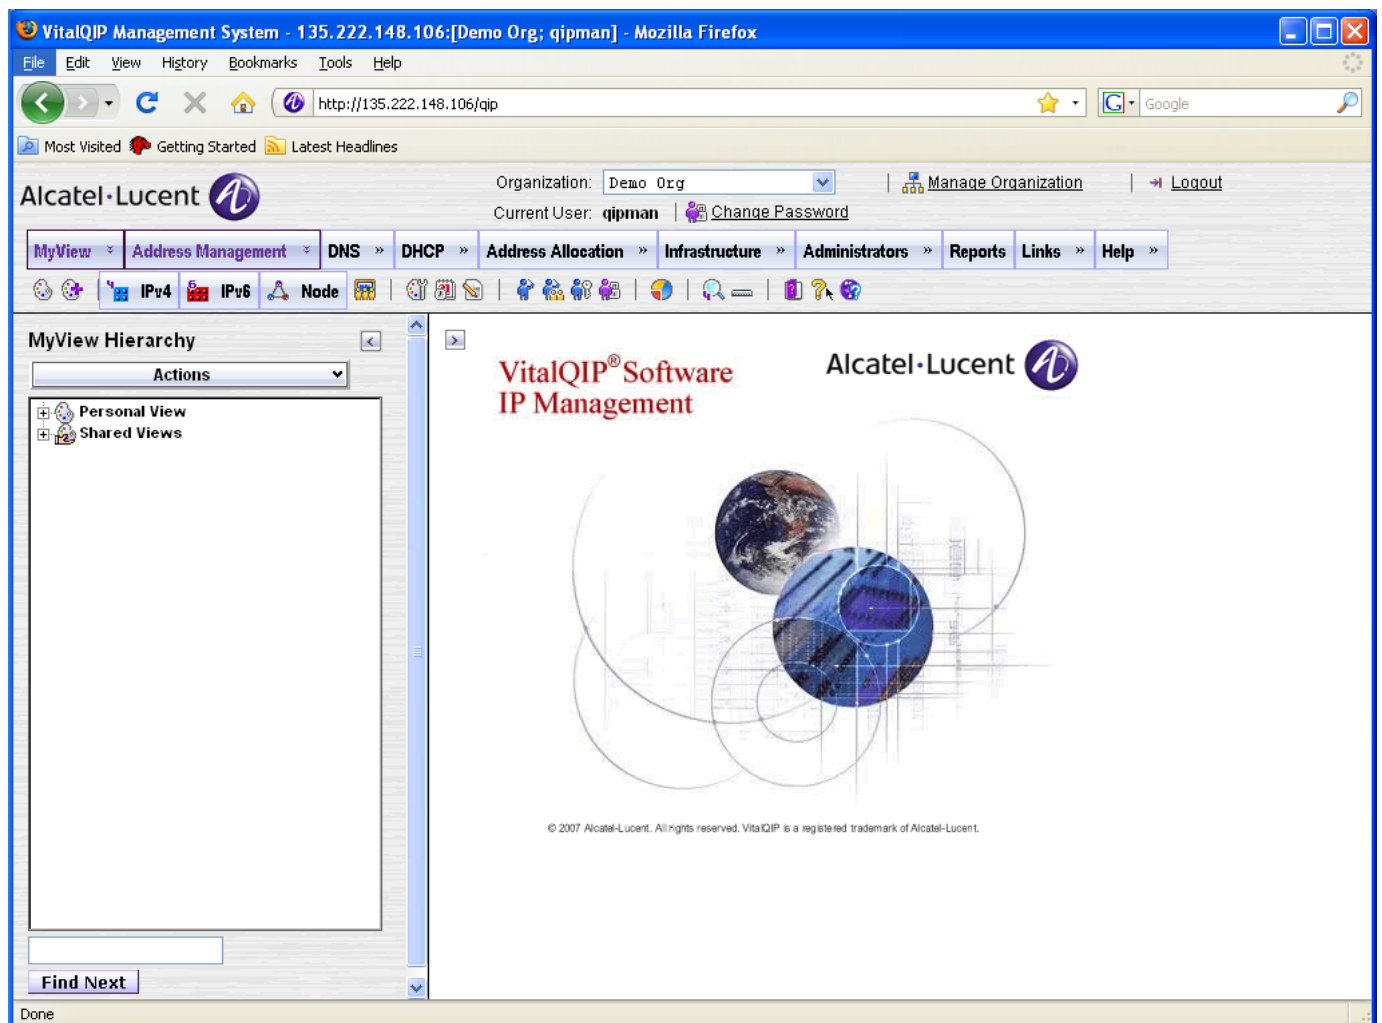 VitalQIP Management System - 135.222.148.106:[Demo Org; qipman] - Mozilla Firefox
File Edit View History Bookmarks Tools Help
http://135.222.148.106/qip
G Google
Most Visited Getting Started Latest Headlines
Alcatel·Lucent
Organization: Demo Org | Manage Organization | Logout
Current User: qipman | Change Password
MyView Address Management DNS » DHCP » Address Allocation » Infrastructure » Administrators » Reports Links » Help »
4 IPv4 6 IPv6 Node
MyView Hierarchy
Actions
Personal View
Shared Views
Find Next
VitalQIP® Software
IP Management
Alcatel·Lucent
© 2007 Alcatel-Lucent. All rights reserved. VitalQIP is a registered trademark of Alcatel-Lucent.
Done